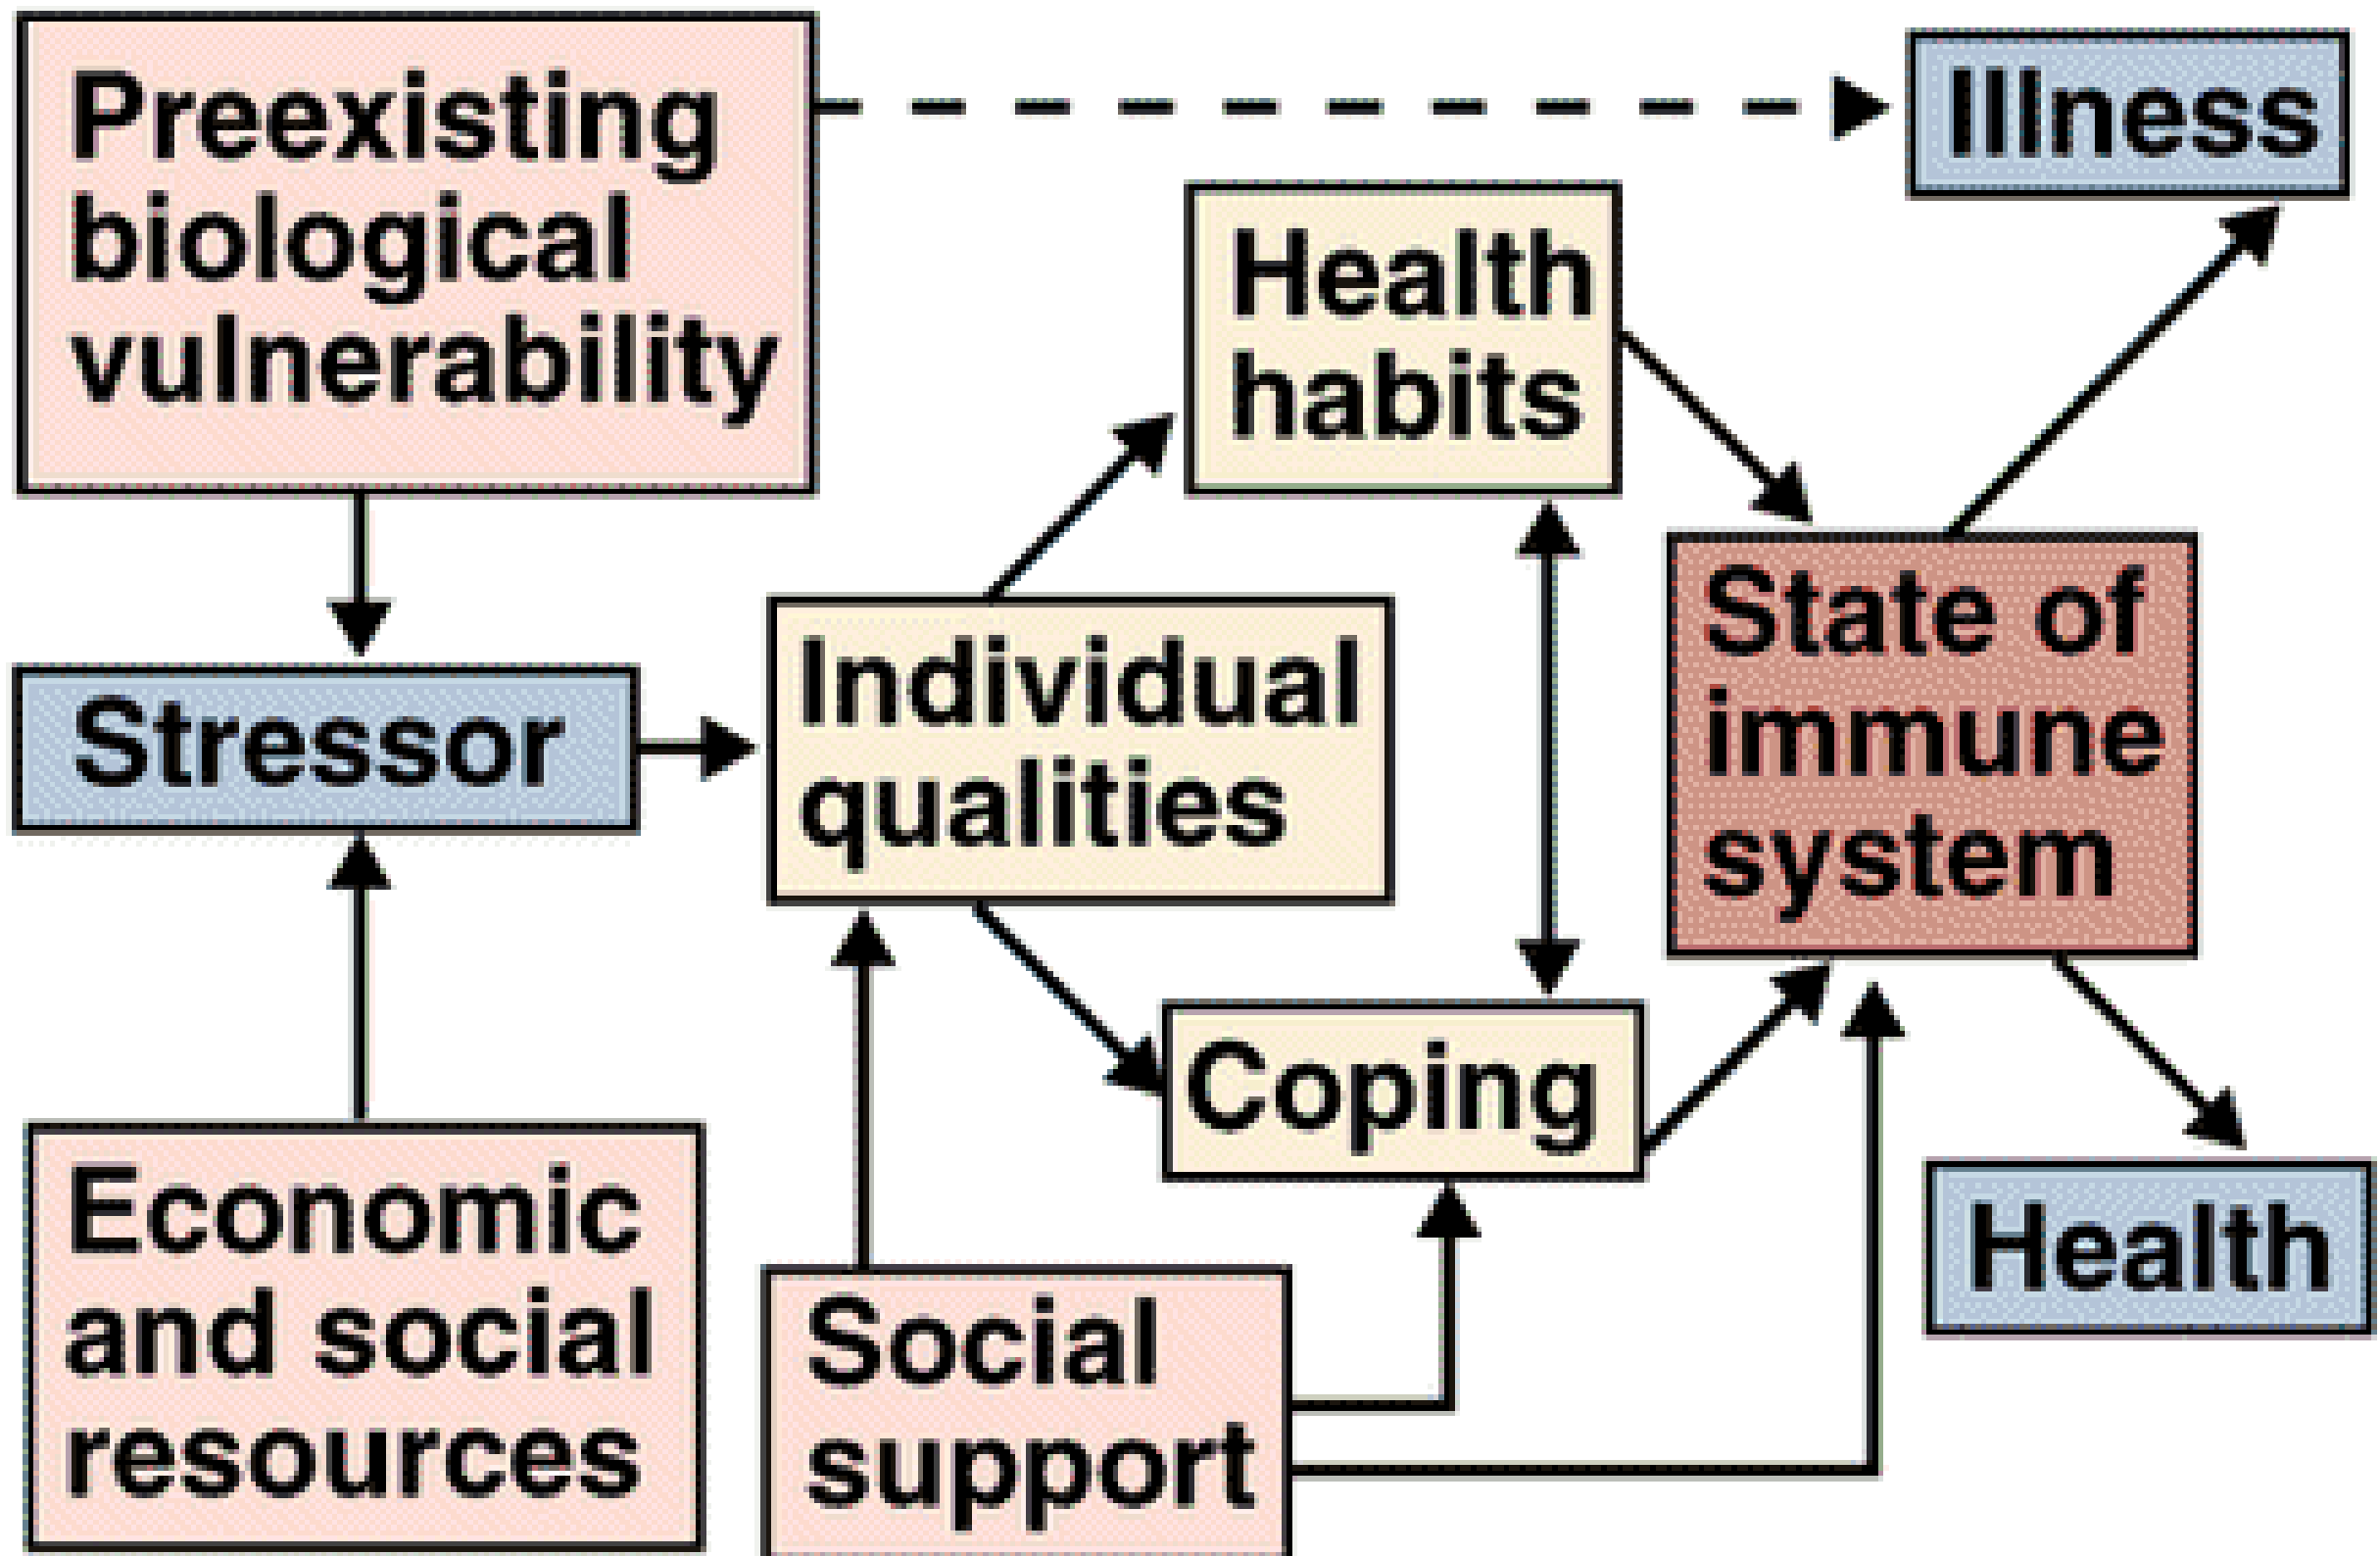 Preexisting
biological
vulnerability
Illness
Health
habits
State of
immune
system
Individual
qualities
Stressor
Coping
Economic
and social
resources
Social
support
Health